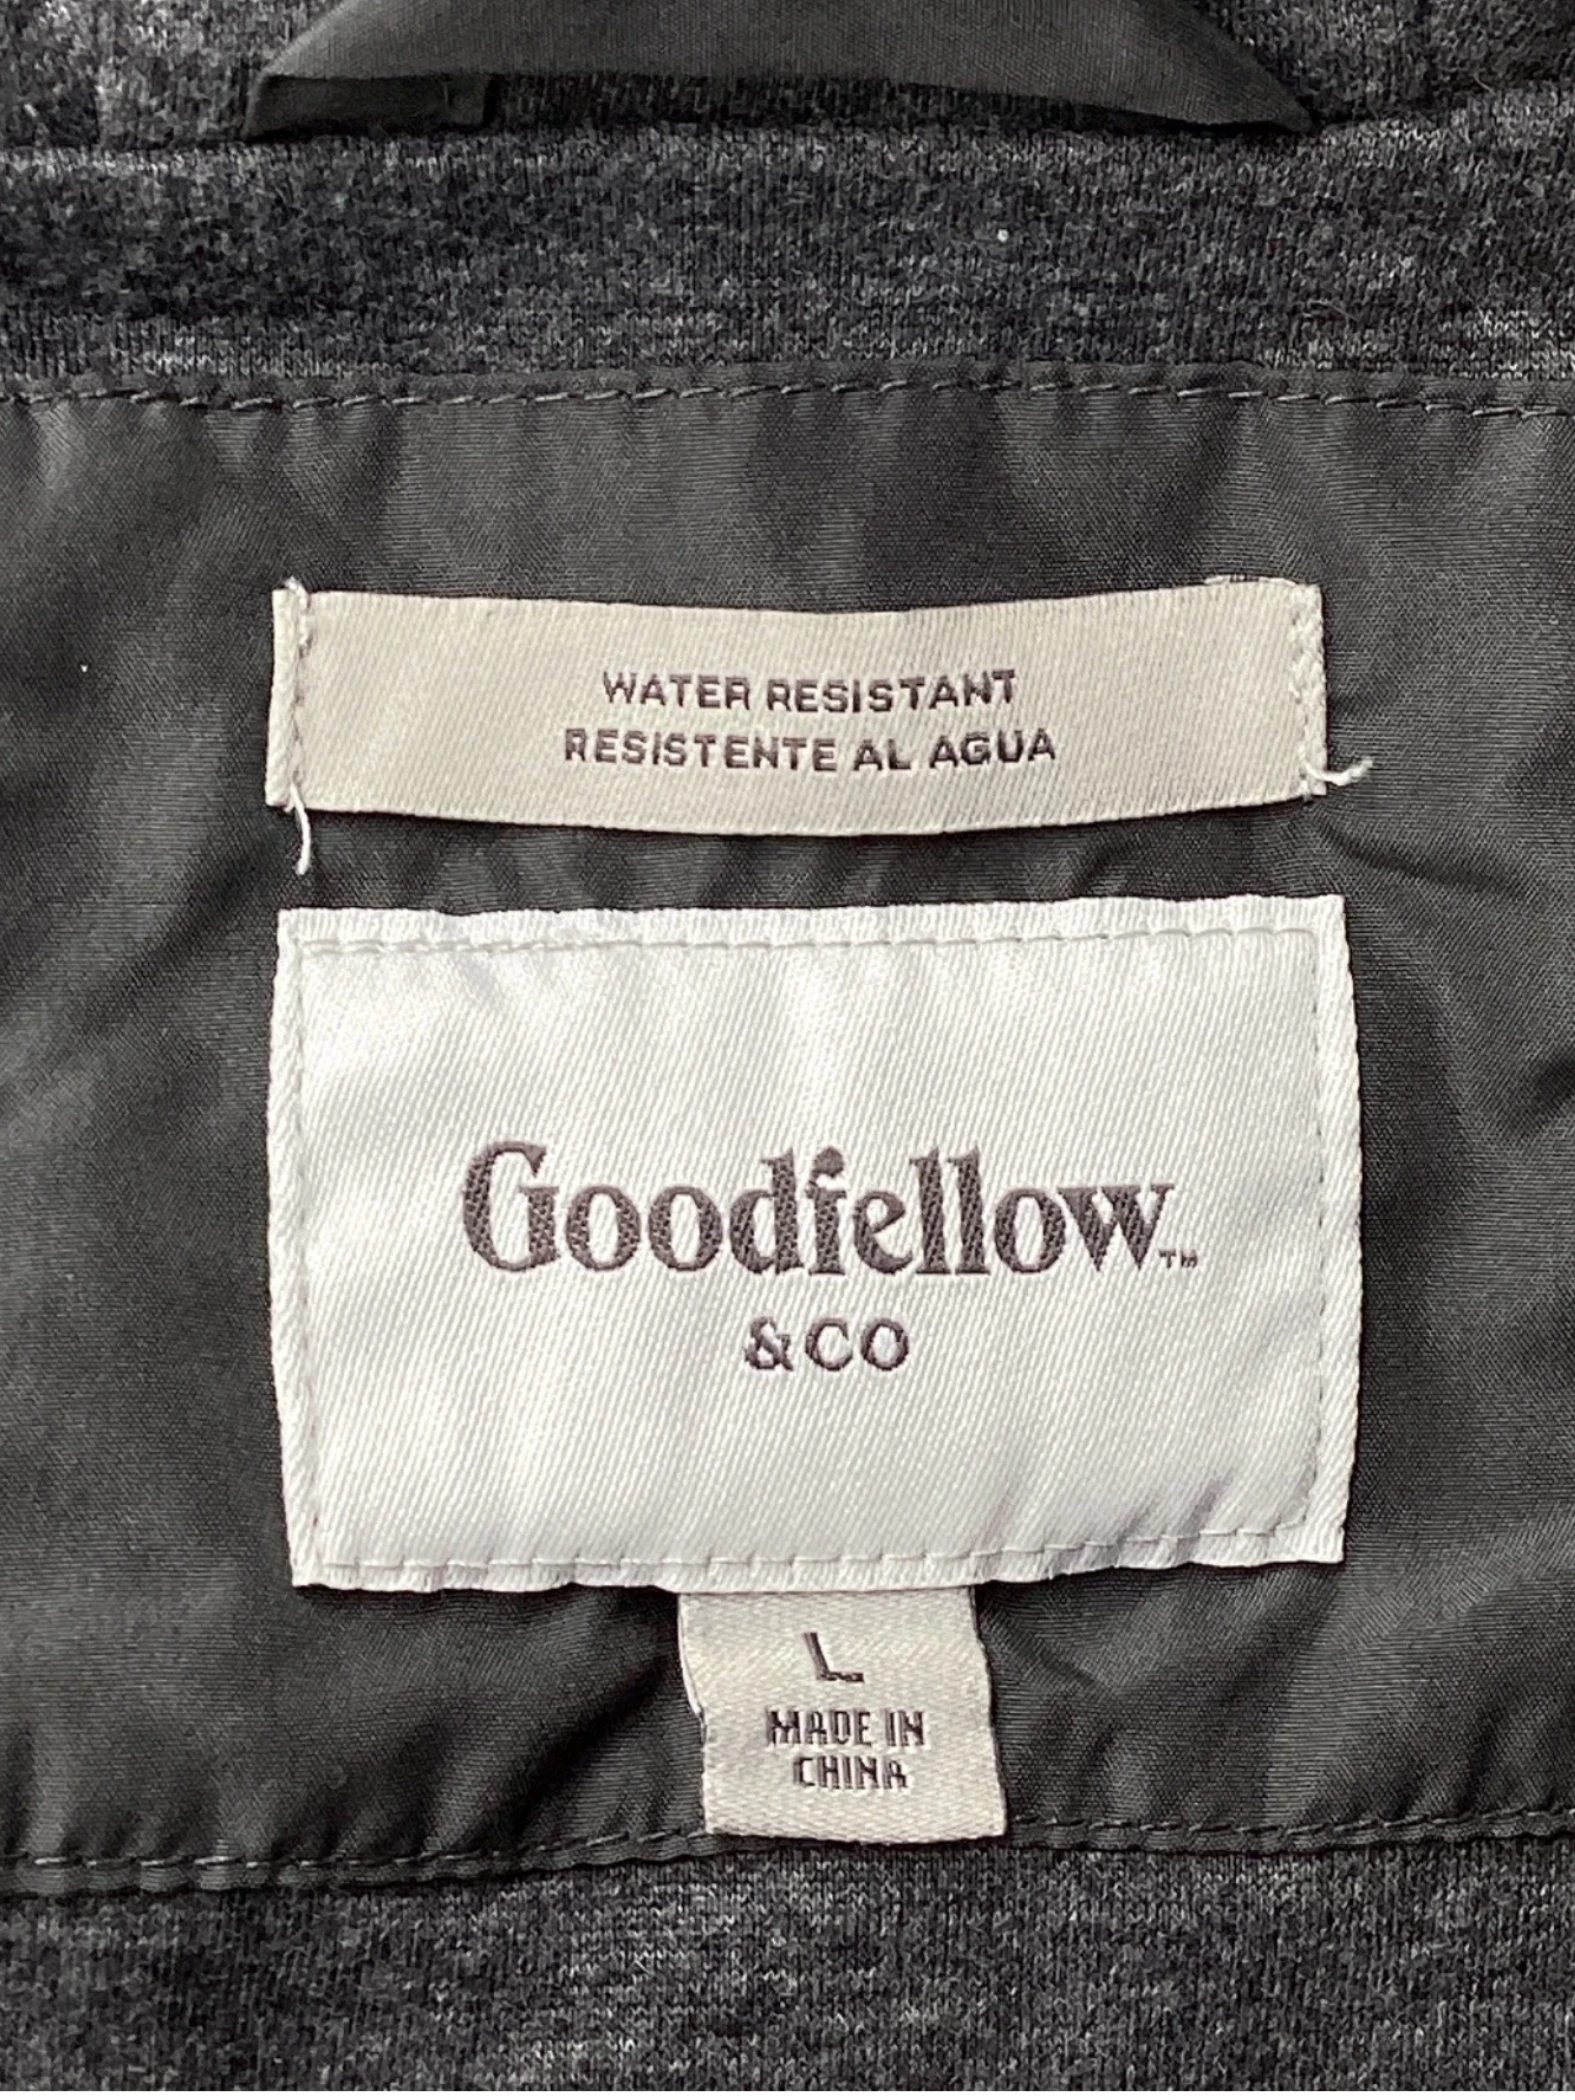 WATER RESISTANT
RESISTENTE AL AGUA
Goodfellow™
& CO
L
MADE IN
CHINA